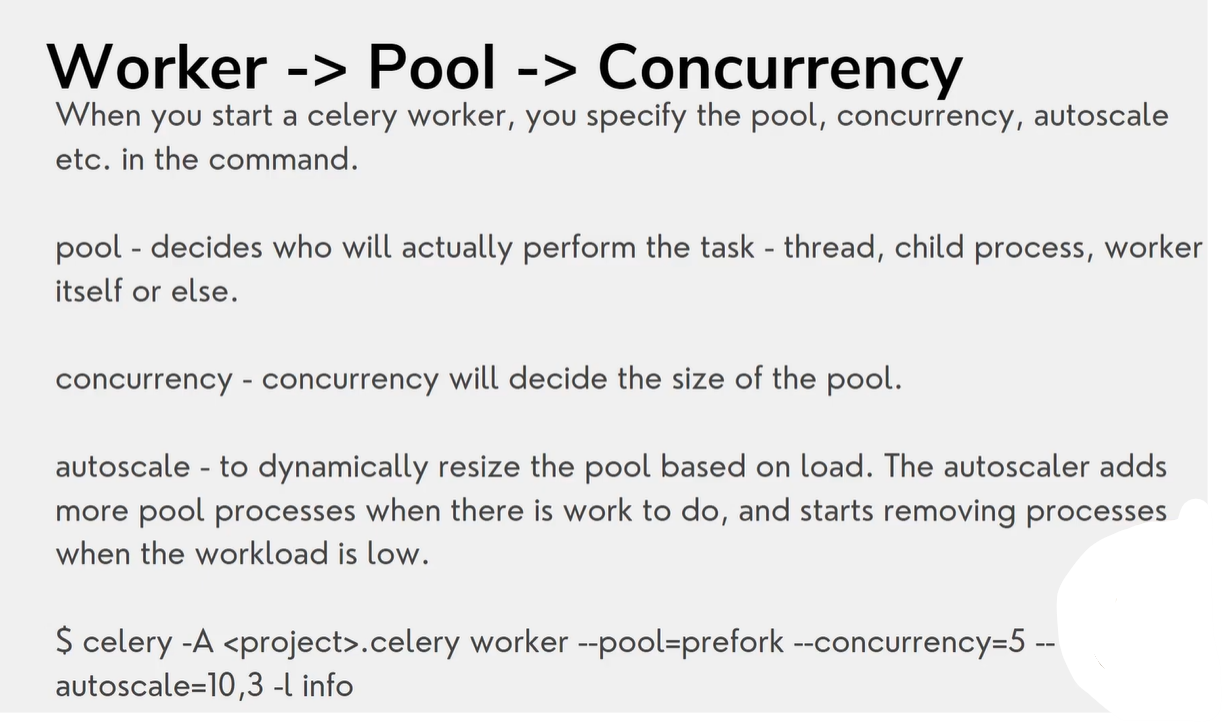 Worker -> Pool -> Concurrency
When you start a celery worker, you specify the pool, concurrency, autoscale
etc. in the command.
pool - decides who will actually perform the task - thread, child process, worker
itself or else.
concurrency - concurrency will decide the size of the pool.
autoscale - to dynamically resize the pool based on load. The autoscaler adds
more pool processes when there is work to do, and starts removing processes
when the workload is low.
$ celery -A <project>.celery worker --pool=prefork --concurrency=5 --
autoscale=10,3 -l info